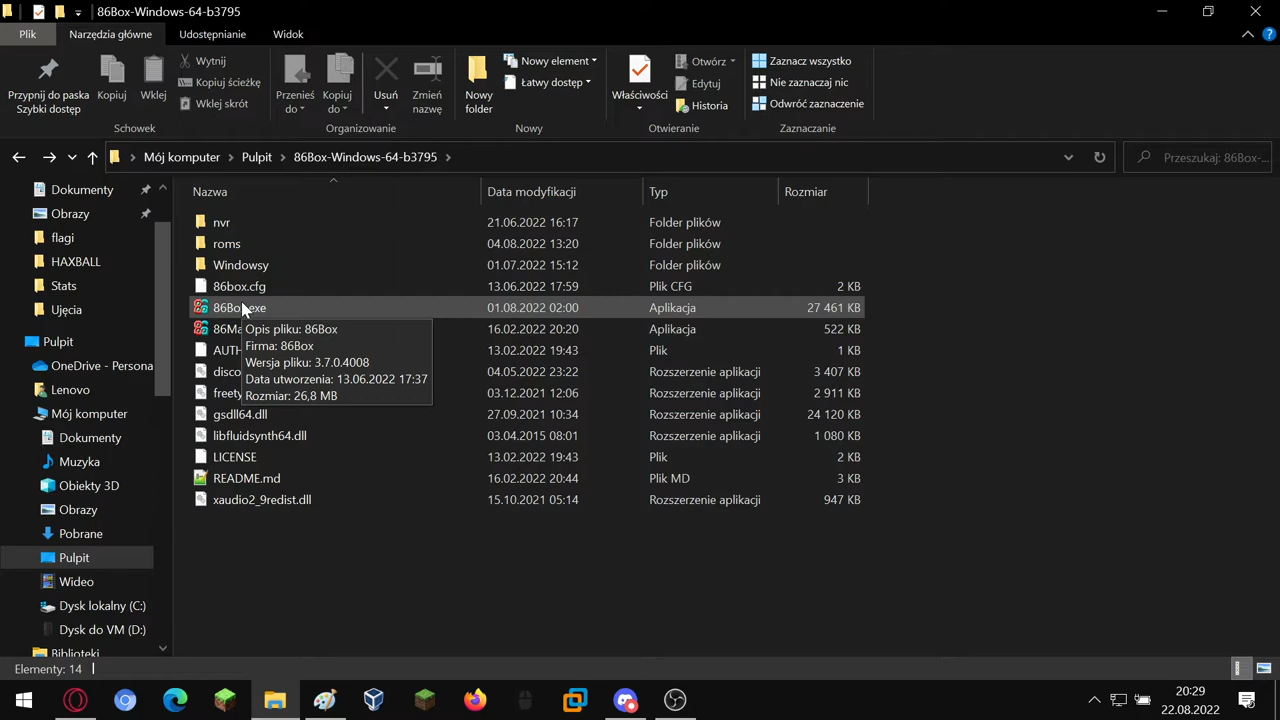 86Box-Windows-64-b3795
Plik
Narzędzia główne
Udostępnianie
Widok
Przypnij do paska
Szybki dostęp
Kopiuj
Wklej
Wytnij
Kopiuj ścieżkę
Wklej skrót
Schowek
Przenieś
do
Kopiuj
do
Usuń
Zmień
nazwę
Organizowanie
Nowy
folder
Nowy element
Łatwy dostęp
Nowy
Właściwości
Otwórz
Edytuj
Historia
Otwieranie
Zaznacz wszystko
Nie zaznaczaj nic
Odwróć zaznaczenie
Zaznaczanie
Mój komputer
Pulpit
86Box-Windows-64-b3795
Przeszukaj: 86Box-...
Dokumenty
Obrazy
flagi
HAXBALL
Stats
Ujęcia
Pulpit
OneDrive - Persona
Lenovo
Mój komputer
Dokumenty
Muzyka
Obiekty 3D
Obrazy
Pobrane
Pulpit
Wideo
Dysk lokalny (C:)
Dysk do VM (D:)
Biblioteki
Nazwa Data modyfikacji Typ Rozmiar
nvr 21.06.2022 16:17 Folder plików
roms 04.08.2022 13:20 Folder plików
Windowsy 01.07.2022 15:12 Folder plików
86box.cfg 13.06.2022 17:59 Plik CFG 2 KB
86Box.exe 01.08.2022 02:00 Aplikacja 27 461 KB
86Ma 16.02.2022 20:20 Aplikacja 522 KB
AUTH 13.02.2022 19:43 Plik 1 KB
disco 04.05.2022 23:22 Rozszerzenie aplikacji 3 407 KB
freety 03.12.2021 12:06 Rozszerzenie aplikacji 2 911 KB
gsdll64.dll 27.09.2021 10:34 Rozszerzenie aplikacji 24 120 KB
libfluidsynth64.dll 03.04.2015 08:01 Rozszerzenie aplikacji 1 080 KB
LICENSE 13.02.2022 19:43 Plik 2 KB
README.md 16.02.2022 20:44 Plik MD 3 KB
xaudio2_9redist.dll 15.10.2021 05:14 Rozszerzenie aplikacji 947 KB
Opis pliku: 86Box
Firma: 86Box
Wersja pliku: 3.7.0.4008
Data utworzenia: 13.06.2022 17:37
Rozmiar: 26,8 MB
Elementy: 14
20:29
22.08.2022